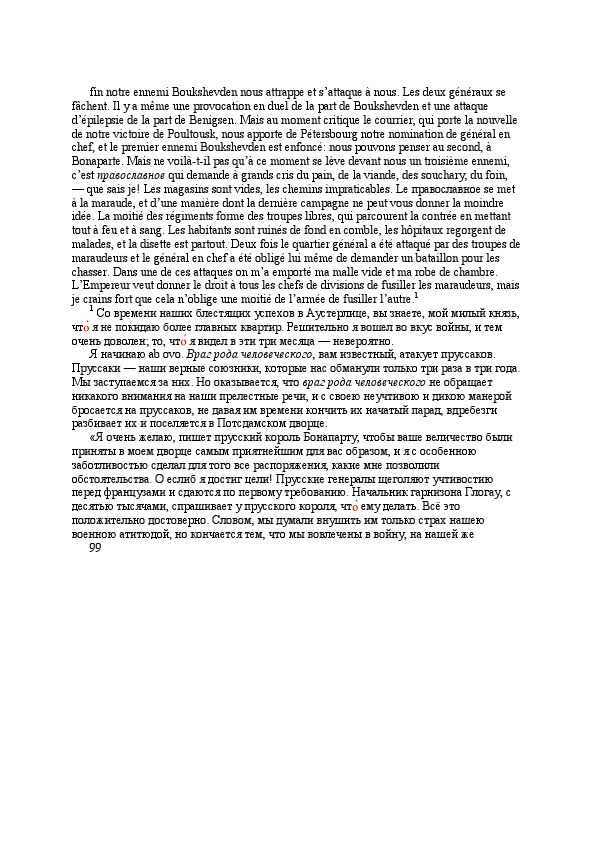 fin notre ennemi Boukshevden nous attrappe et s’attaque à nous. Les deux généraux se
fâchent. Il y a même une provocation en duel de la part de Boukshevden et une attaque
d’épilepsie de la part de Benigsen. Mais au moment critique le courrier, qui porte la nouvelle
de notre victoire de Poultousk, nous apporte de Pétersbourg notre nomination de général en
chef, et le premier ennemi Boukshevden est enfoncé: nous pouvons penser au second, à
Bonaparte. Mais ne voilà-t-il pas qu’à ce moment se lève devant nous un troisième ennemi,
c’est православное qui demande à grands cris du pain, de la viande, des souchary, du foin,
— que sais je! Les magasins sont vides, les chemins impraticables. Le православное se met
à la maraude, et d’une manière dont la dernière campagne ne peut vous donner la moindre
idée. La moitié des régiments forme des troupes libres, qui parcourent la contrée en mettant
tout à feu et à sang. Les habitants sont ruinés de fond en comble, les hôpitaux regorgent de
malades, et la disette est partout. Deux fois le quartier général a été attaqué par des troupes de
maraudeurs et le général en chef a été obligé lui même de demander un bataillon pour les
chasser. Dans une de ces attaques on m’a emporté ma malle vide et ma robe de chambre.
L’Empereur veut donner le droit à tous les chefs de divisions de fusiller les maraudeurs, mais
je crains fort que cela n’oblige une moitié de l’armée de fusiller l’autre.¹
¹ Со времени наших блестящих успехов в Аустерлице, вы знаете, мой милый князь,
что́ я не покидаю более главных квартир. Решительно я вошел во вкус войны, и тем
очень доволен; то, что́ я видел в эти три месяца — невероятно.
Я начинаю ab ovo. Враг рода человеческого, вам известный, атакует пруссаков.
Пруссаки — наши верные союзники, которые нас обманули только три раза в три года.
Мы заступаемся за них. Но оказывается, что враг рода человеческого не обращает
никакого внимания на наши прелестные речи, и с своею неучтивою и дикою манерой
бросается на пруссаков, не давая им времени кончить их начатый парад, вдребезги
разбивает их и поселяется в Потсдамском дворце.
«Я очень желаю, пишет прусский король Бонапарту, чтобы ваше величество были
приняты в моем дворце самым приятнейшим для вас образом, и я с особенною
заботливостью сделал для того все распоряжения, какие мне позволили
обстоятельства. О еслиб я достиг цели! Прусские генералы щеголяют учтивостию
перед французами и сдаются по первому требованию. Начальник гарнизона Глогау, с
десятью тысячами, спрашивает у прусского короля, что́ ему делать. Всё это
положительно достоверно. Словом, мы думали внушить им только страх нашею
военною атитюдой, но кончается тем, что мы вовлечены в войну, на нашей же
99